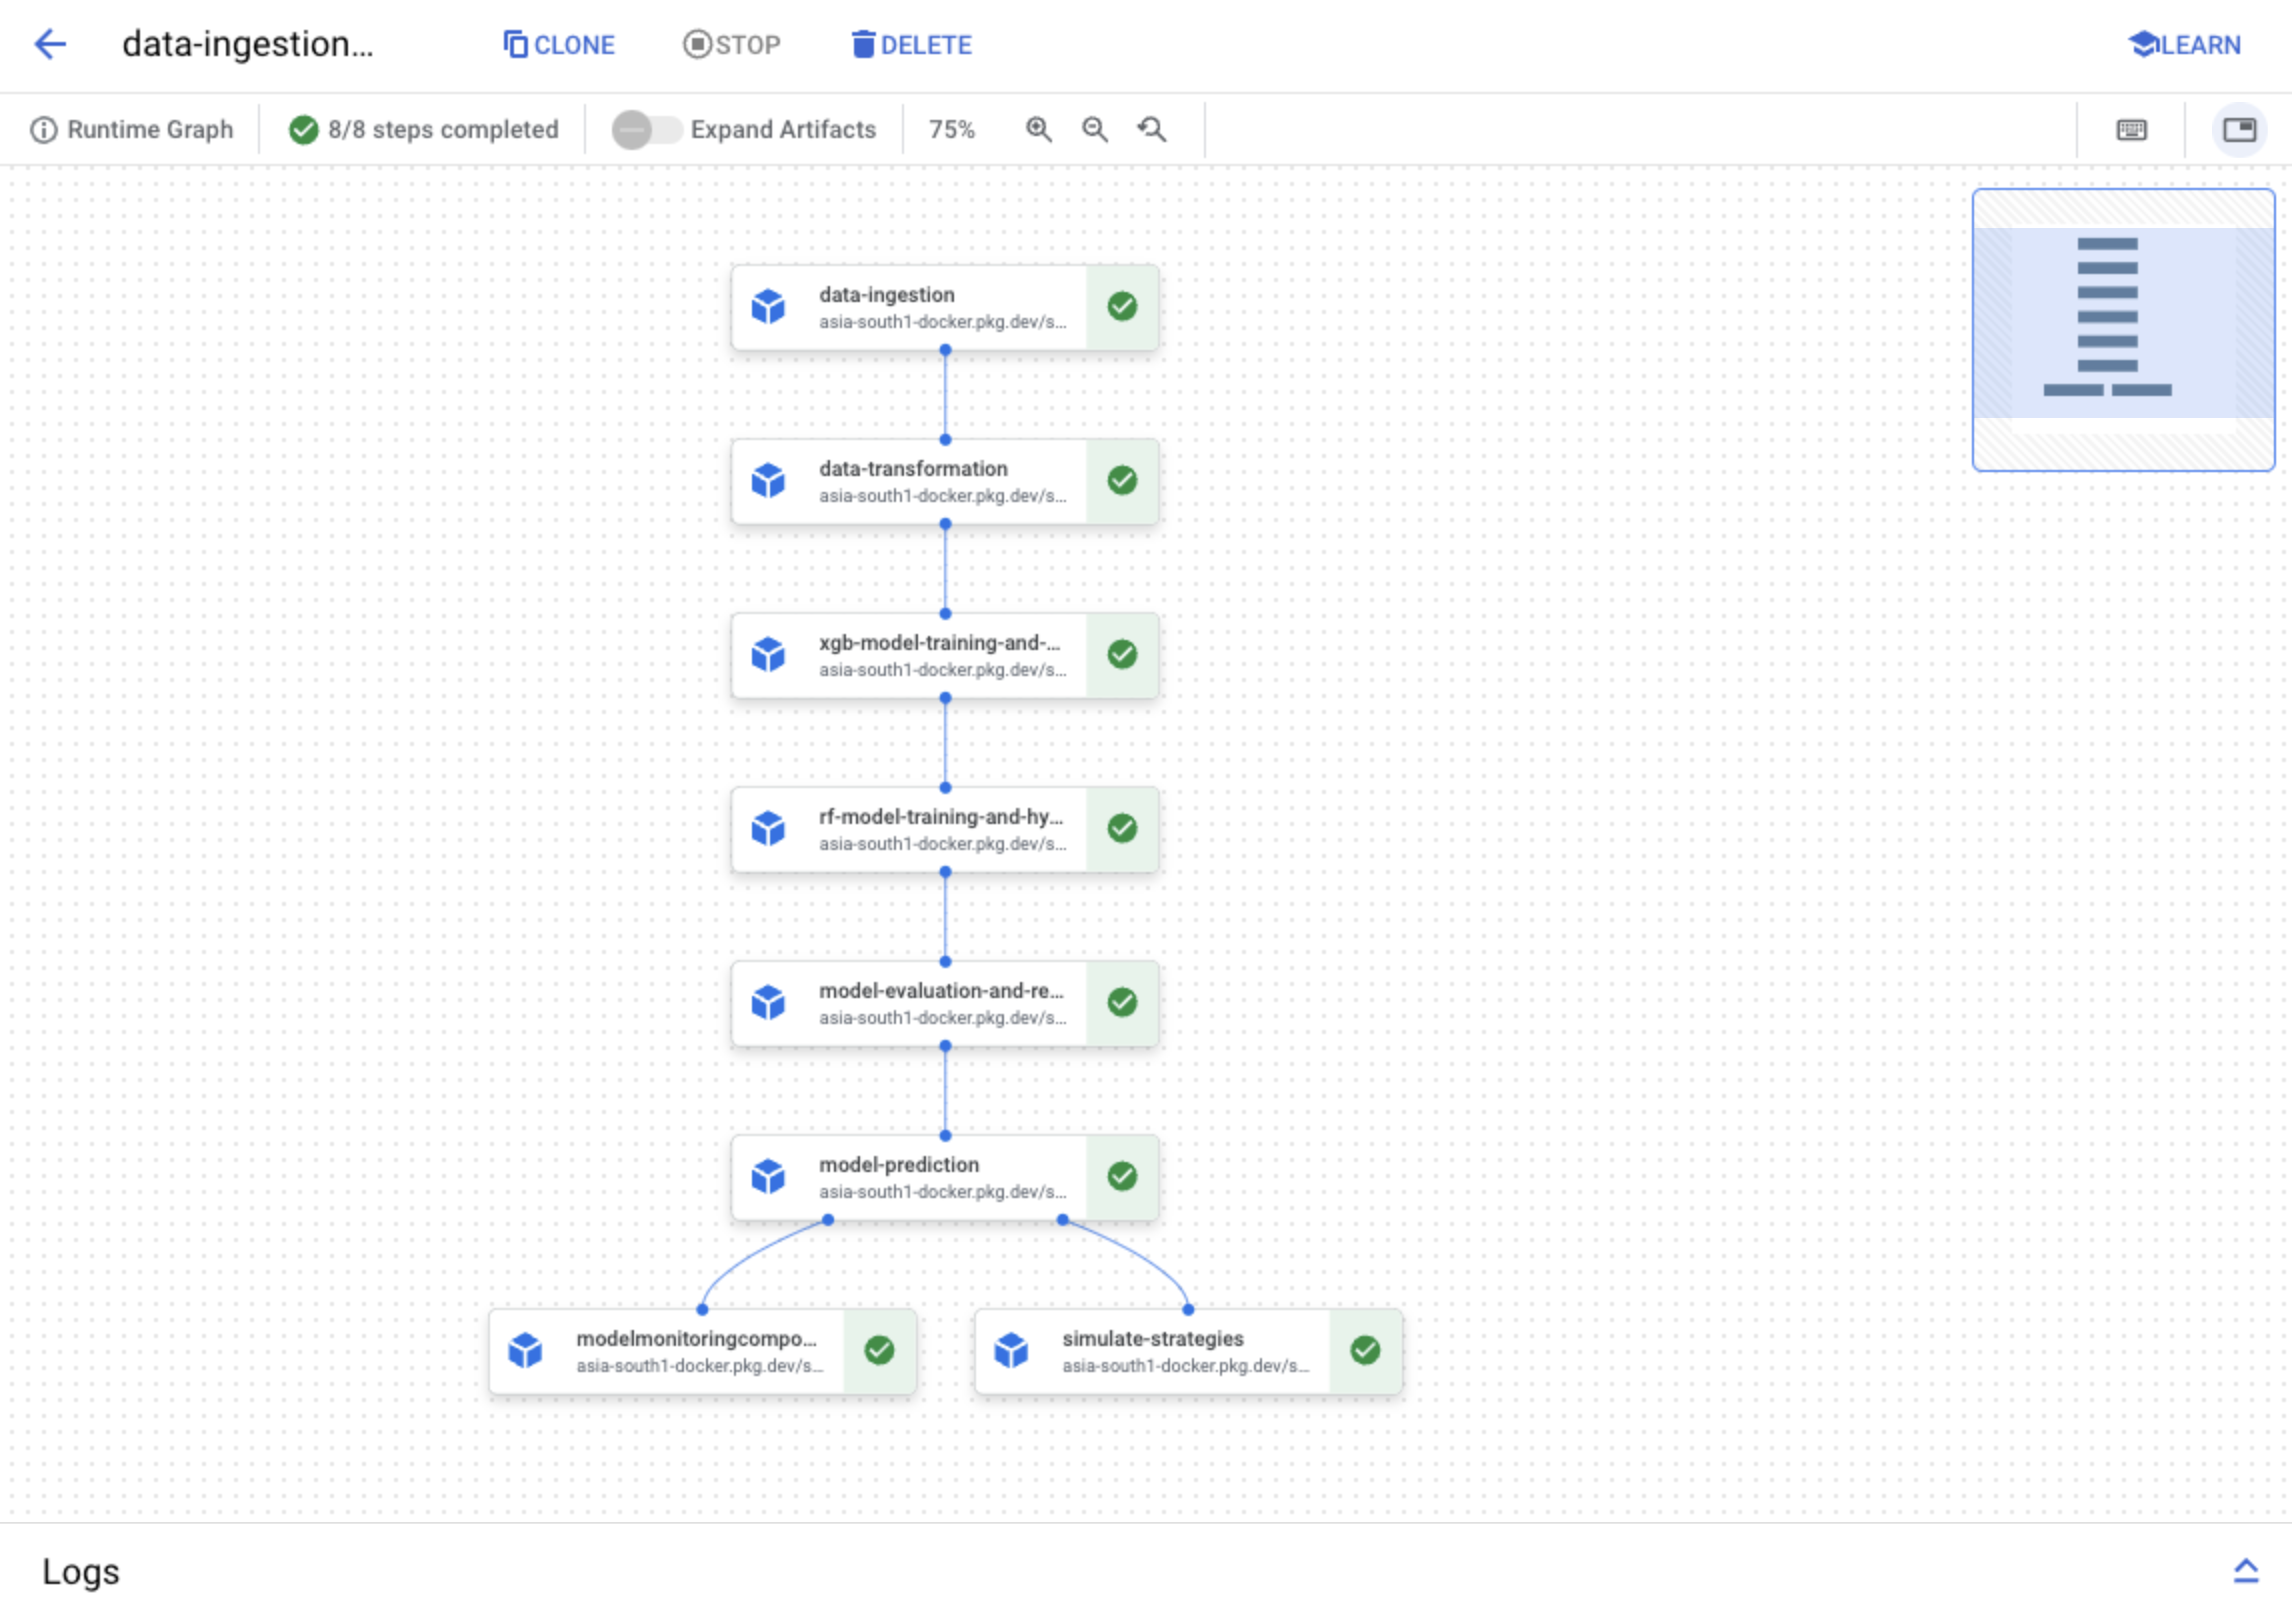 data-ingestion...
CLONE
STOP
DELETE
LEARN
Runtime Graph
8/8 steps completed
Expand Artifacts
75%
data-ingestion
asia-south1-docker.pkg.dev/s...
data-transformation
asia-south1-docker.pkg.dev/s...
xgb-model-training-and-...
asia-south1-docker.pkg.dev/s...
rf-model-training-and-hy...
asia-south1-docker.pkg.dev/s...
model-evaluation-and-re...
asia-south1-docker.pkg.dev/s...
model-prediction
asia-south1-docker.pkg.dev/s...
modelmonitoringcompo...
asia-south1-docker.pkg.dev/s...
simulate-strategies
asia-south1-docker.pkg.dev/s...
Logs